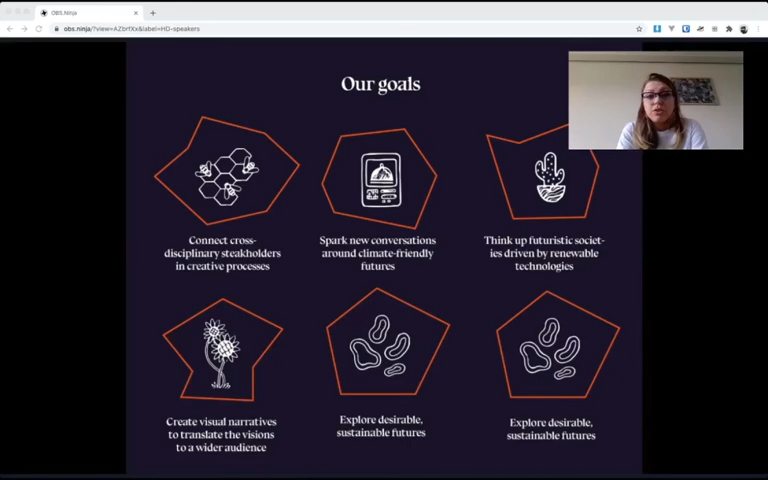 OBS.Ninja
obs.ninja/?view=AZbrfXx&label=HD-speakers
Our goals
Connect cross-
disciplinary steakholders
in creative processes
Spark new conversations
around climate-friendly
futures
Think up futuristic societ-
ies driven by renewable
technologies
Create visual narratives
to translate the visions
to a wider audience
Explore desirable,
sustainable futures
Explore desirable,
sustainable futures